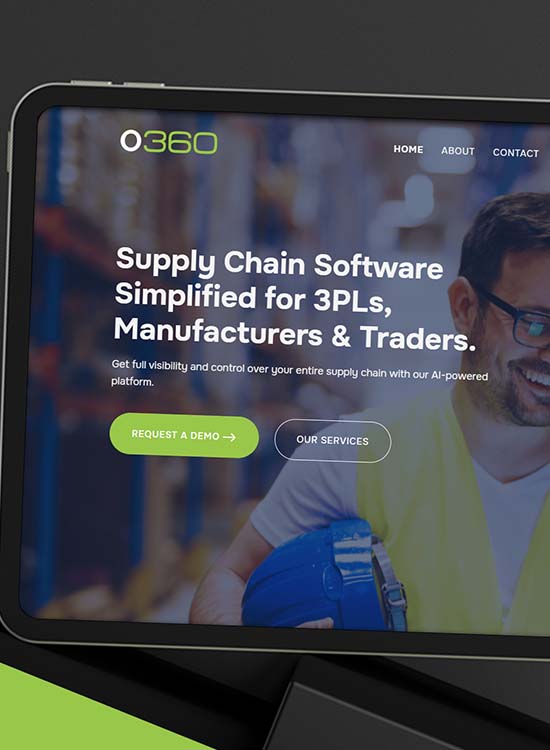 O360
HOME ABOUT CONTACT
Supply Chain Software
Simplified for 3PLs,
Manufacturers & Traders.
Get full visibility and control over your entire supply chain with our AI-powered
platform.
REQUEST A DEMO → OUR SERVICES